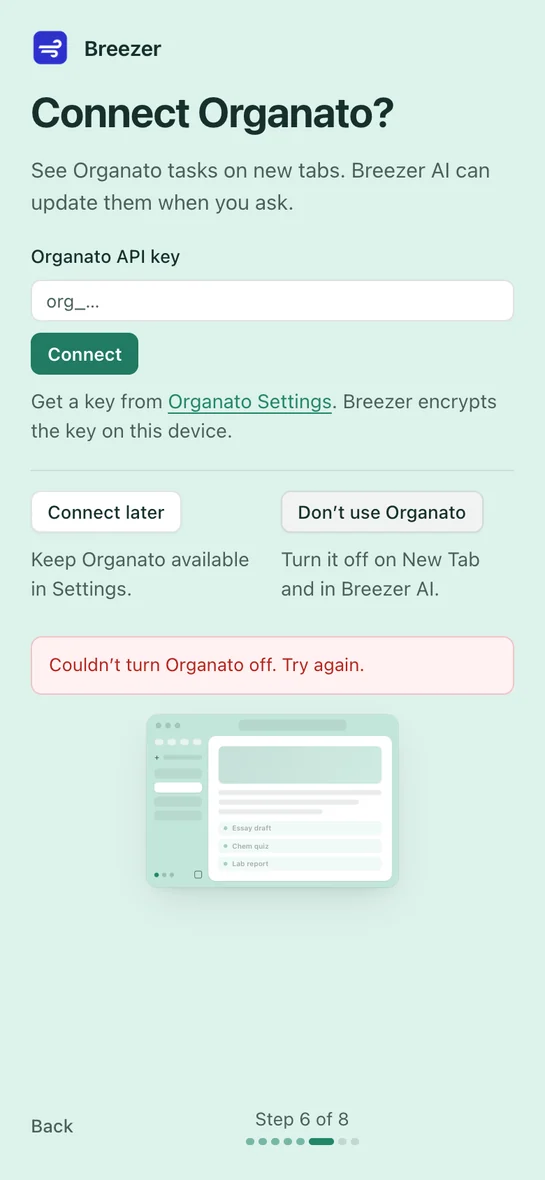 Breezer
Connect Organato?
See Organato tasks on new tabs. Breezer AI can
update them when you ask.
Organato API key
org_...
Connect
Get a key from Organato Settings. Breezer encrypts
the key on this device.
Connect later
Keep Organato available
in Settings.
Don’t use Organato
Turn it off on New Tab
and in Breezer AI.
Couldn’t turn Organato off. Try again.
+
Essay draft
Chem quiz
Lab report
Back
Step 6 of 8